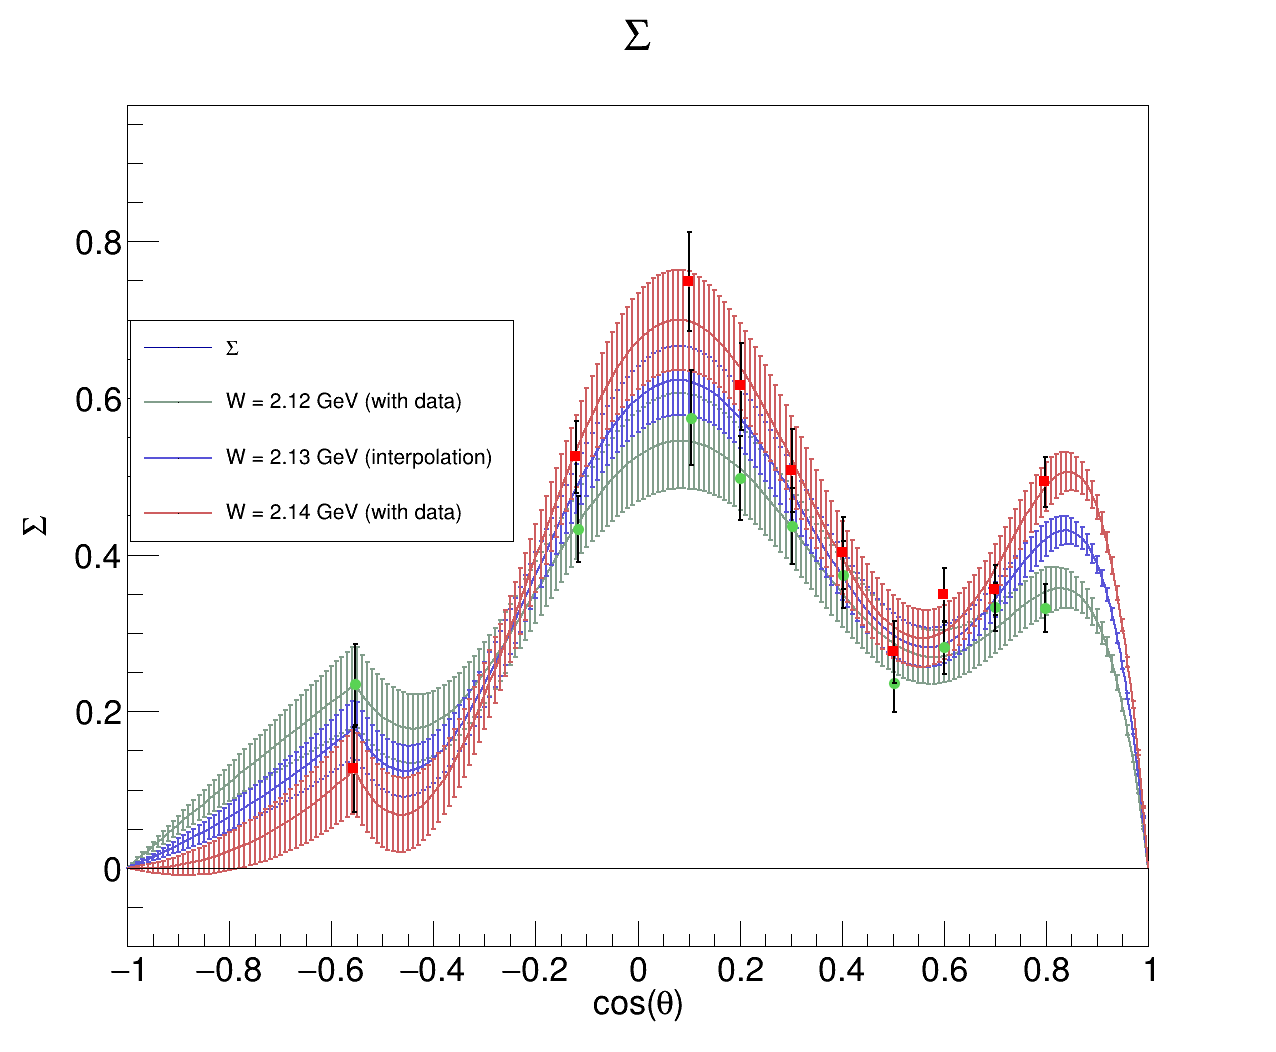 Σ
0.8
0.6
0.4
0.2
0
Σ
Σ
W = 2.12 GeV (with data)
W = 2.13 GeV (interpolation)
W = 2.14 GeV (with data)
−1 −0.8 −0.6 −0.4 −0.2 0 0.2 0.4 0.6 0.8 1
cos(θ)